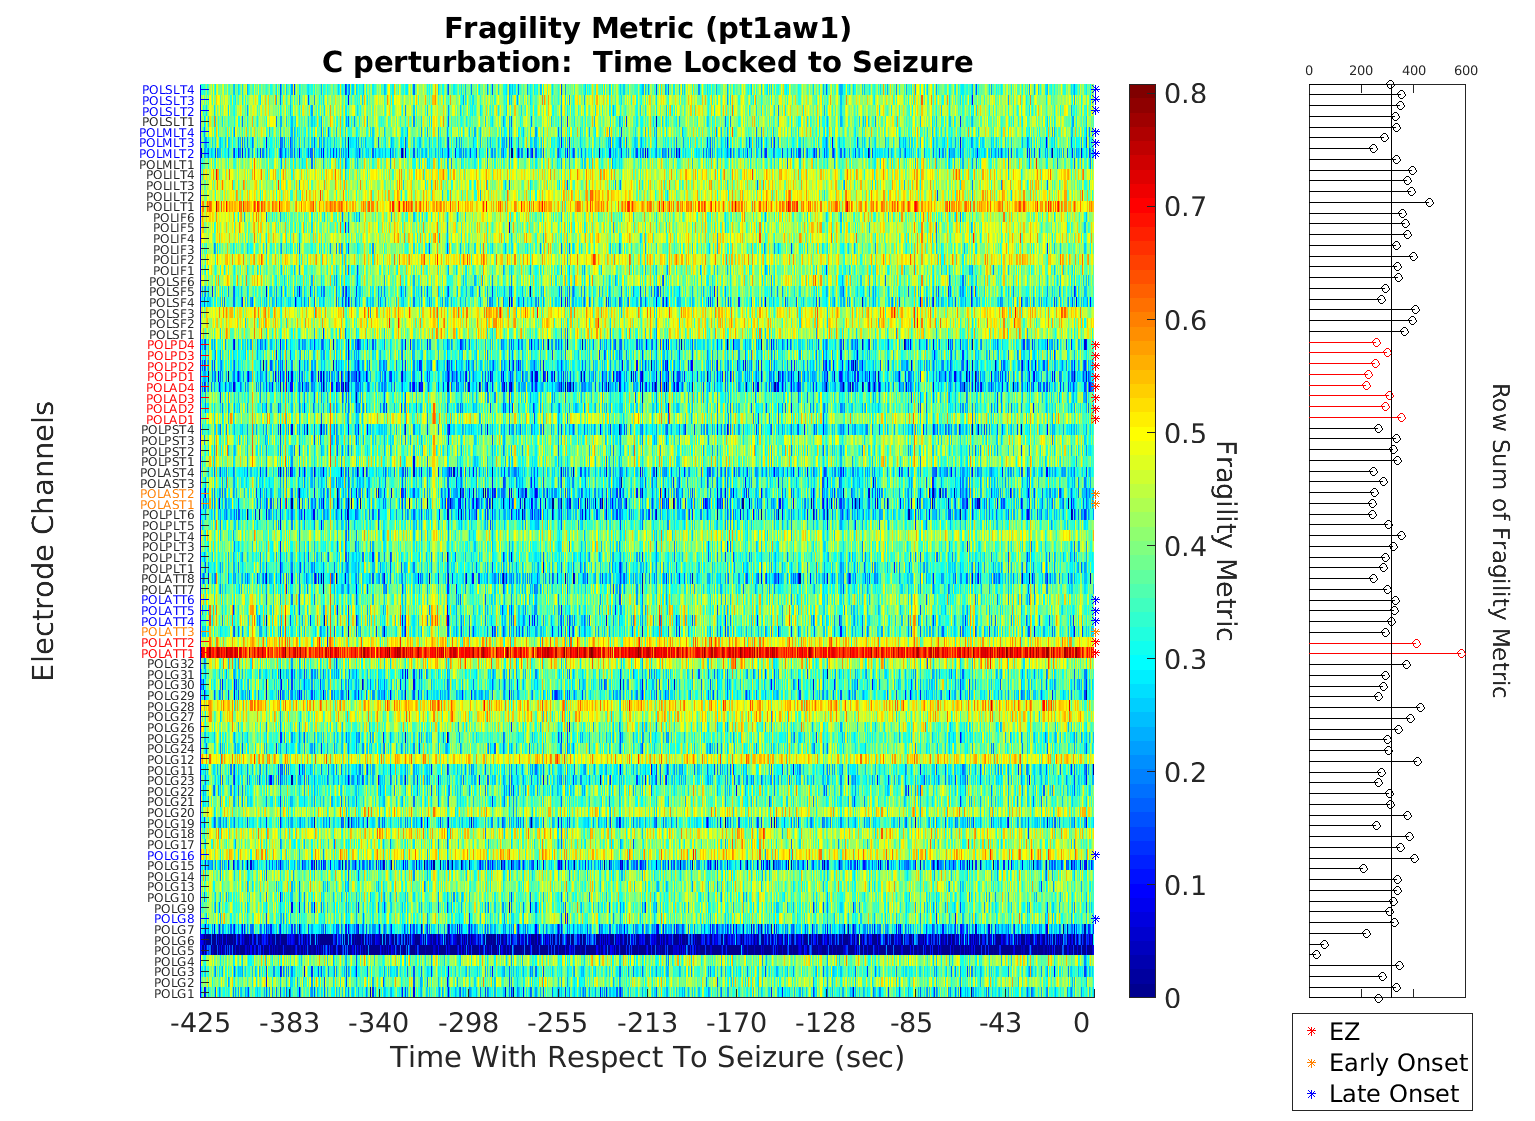 Fragility Metric (pt1aw1)
C perturbation:  Time Locked to Seizure
Electrode Channels
POLSLT4
POLSLT3
POLSLT2
POLSLT1
POLMLT4
POLMLT3
POLMLT2
POLMLT1
POLILT4
POLILT3
POLILT2
POLILT1
POLIF6
POLIF5
POLIF4
POLIF3
POLIF2
POLIF1
POLSF6
POLSF5
POLSF4
POLSF3
POLSF2
POLSF1
POLPD4
POLPD3
POLPD2
POLPD1
POLAD4
POLAD3
POLAD2
POLAD1
POLPST4
POLPST3
POLPST2
POLPST1
POLAST4
POLAST3
POLAST2
POLAST1
POLPLT6
POLPLT5
POLPLT4
POLPLT3
POLPLT2
POLPLT1
POLATT8
POLATT7
POLATT6
POLATT5
POLATT4
POLATT3
POLATT2
POLATT1
POLG32
POLG31
POLG30
POLG29
POLG28
POLG27
POLG26
POLG25
POLG24
POLG12
POLG11
POLG23
POLG22
POLG21
POLG20
POLG19
POLG18
POLG17
POLG16
POLG15
POLG14
POLG13
POLG10
POLG9
POLG8
POLG7
POLG6
POLG5
POLG4
POLG3
POLG2
POLG1
-425 -383 -340 -298 -255 -213 -170 -128 -85 -43 0
Time With Respect To Seizure (sec)
0.8
0.7
0.6
0.5
0.4
0.3
0.2
0.1
0
Fragility Metric
0 200 400 600
Row Sum of Fragility Metric
EZ
Early Onset
Late Onset